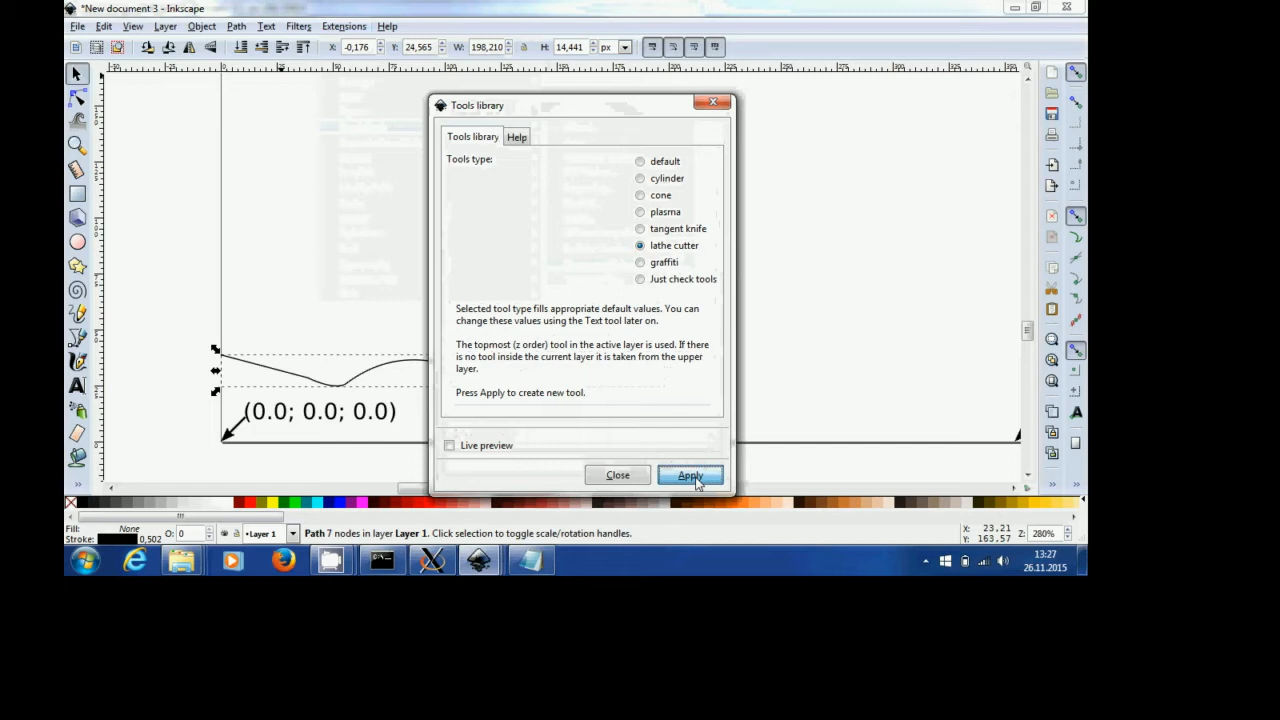 *New document 3 - Inkscape
File Edit View Layer Object Path Text Filters Extensions Help
X: -0,176 Y: 24,565 W: 198,210 H: 14,441 px
Tools library
Tools library Help
Tools type:
default
cylinder
cone
plasma
tangent knife
lathe cutter
graffiti
Just check tools
Selected tool type fills appropriate default values. You can
change these values using the Text tool later on.
The topmost (z order) tool in the active layer is used. If there
is no tool inside the current layer it is taken from the upper
layer.
Press Apply to create new tool.
Live preview
Close Apply
(0.0; 0.0; 0.0)
Fill: None
Stroke: 0,502
O: 0
•Layer 1
Path 7 nodes in layer Layer 1. Click selection to toggle scale/rotation handles.
X: 23,21
Y: 163,57
Z: 280%
13:27
26.11.2015